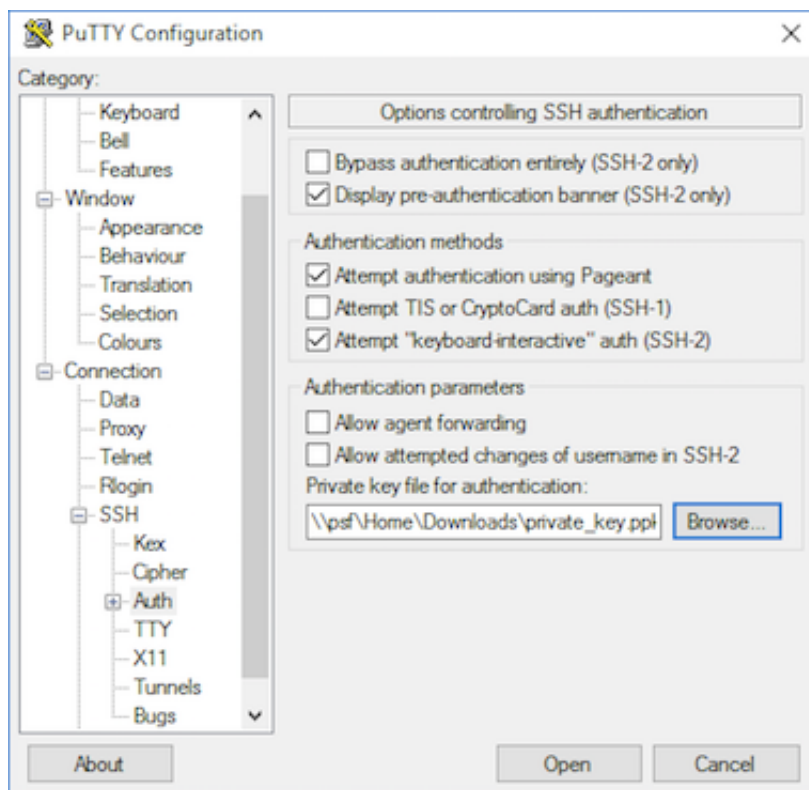 PuTTY Configuration
Category:
Keyboard
Bell
Features
Window
Appearance
Behaviour
Translation
Selection
Colours
Connection
Data
Proxy
Telnet
Rlogin
SSH
Kex
Cipher
Auth
TTY
X11
Tunnels
Bugs
Options controlling SSH authentication
Bypass authentication entirely (SSH-2 only)
Display pre-authentication banner (SSH-2 only)
Authentication methods
Attempt authentication using Pageant
Attempt TIS or CryptoCard auth (SSH-1)
Attempt "keyboard-interactive" auth (SSH-2)
Authentication parameters
Allow agent forwarding
Allow attempted changes of username in SSH-2
Private key file for authentication:
\\psf\Home\Downloads\private_key.ppk
Browse...
About
Open
Cancel